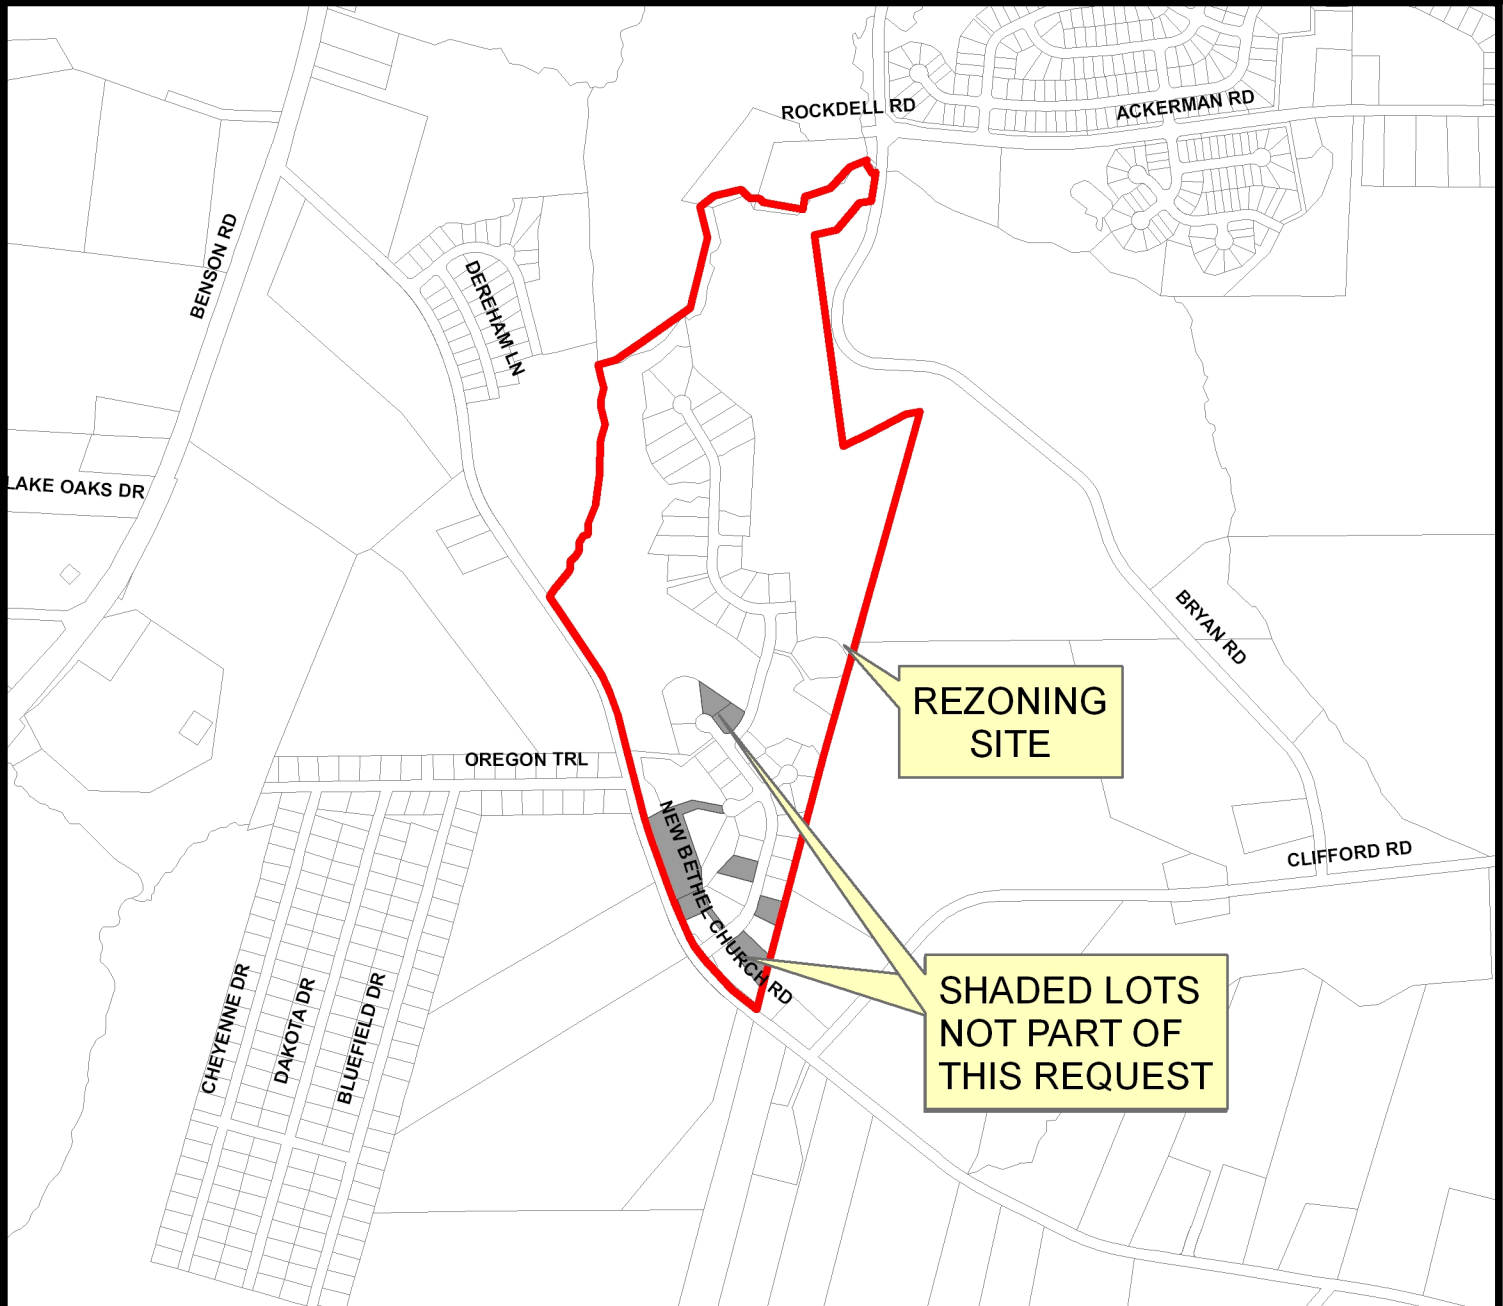 ROCKDELL RD
ACKERMAN RD
BENSON RD
DEREHAM LN
LAKE OAKS DR
BRYAN RD
REZONING
SITE
OREGON TRL
NEW BETHEL CHURCH RD
CLIFFORD RD
SHADED LOTS
NOT PART OF
THIS REQUEST
CHEYENNE DR
DAKOTA DR
BLUEFIELD DR